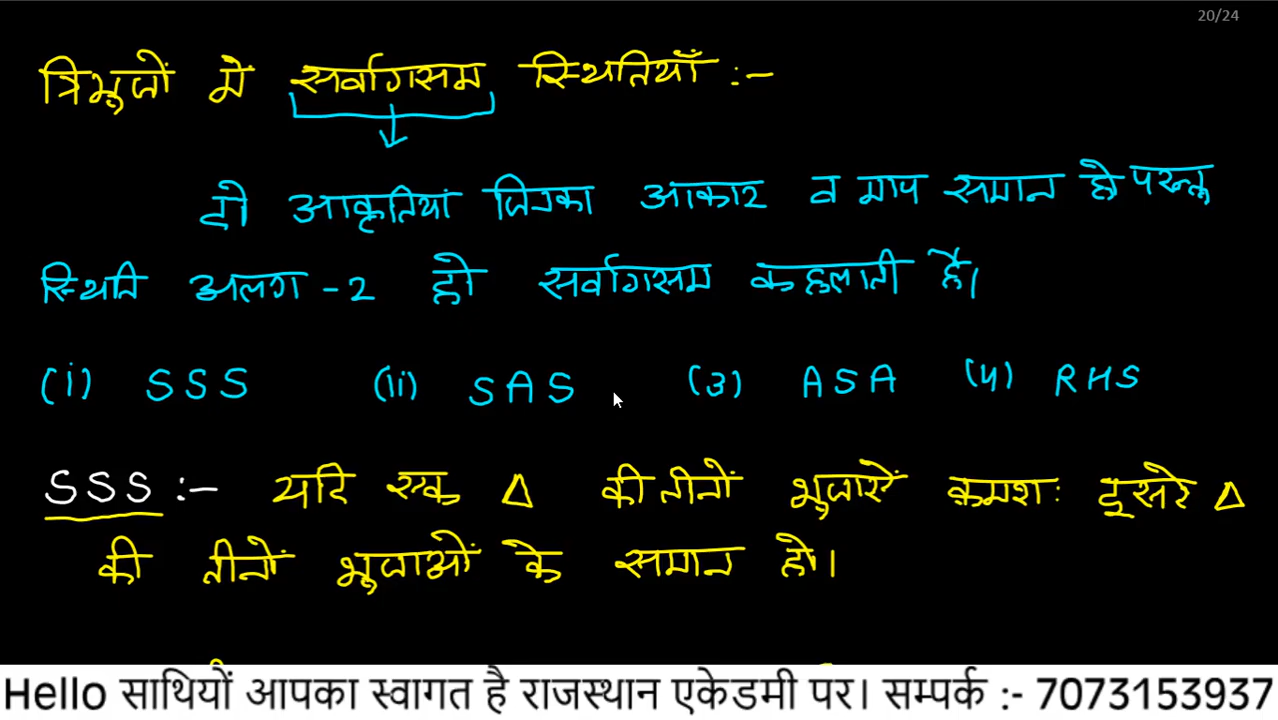 20/24
त्रिभुजों में सर्वागसम स्थितियाँ :-
दो आकृतियां जिनका आकार व माप समान हो परन्तु
स्थिति अलग -2 हो सर्वागसम कहलाती है।
(i) SSS (ii) SAS (3) ASA (4) RHS
SSS :- यदि एक Δ की तीनों भुजाएें क्रमशः दूसरे Δ
की तीनों भुजाओं के समान हो।
Hello साथियों आपका स्वागत है राजस्थान एकेडमी पर। सम्पर्क :- 7073153937